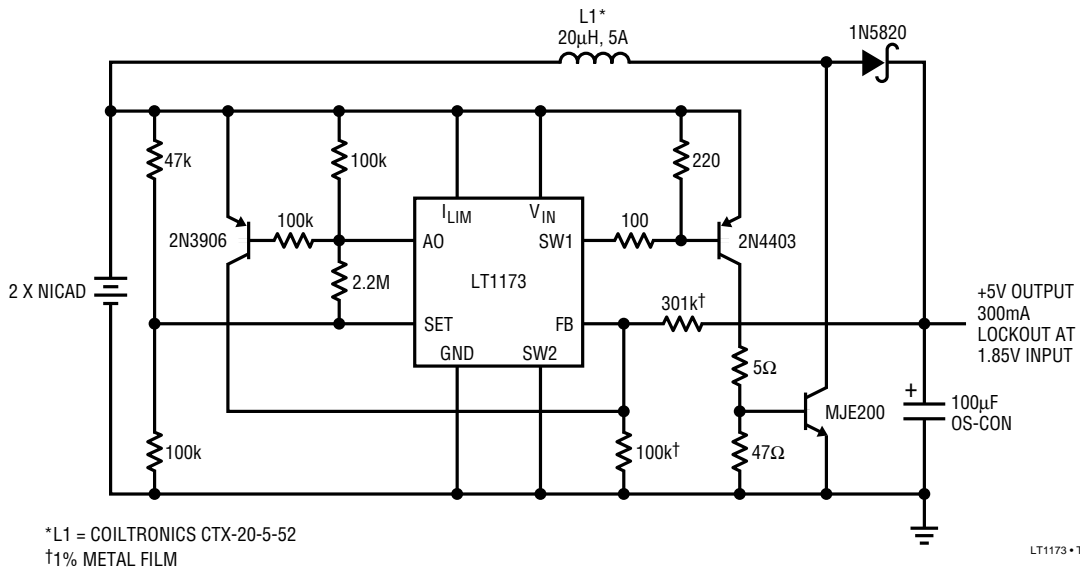 L1*
20μH, 5A
1N5820
47k
100k
220
I_LIM
V_IN
2N3906
100k
AO
SW1
100
2N4403
2.2M
LT1173
2 X NICAD
301k†
+5V OUTPUT
300mA
LOCKOUT AT
1.85V INPUT
SET
FB
GND
SW2
5Ω
MJE200
+
100μF
OS-CON
100k
100k†
47Ω
*L1 = COILTRONICS CTX-20-5-52
†1% METAL FILM
LT1173 • T